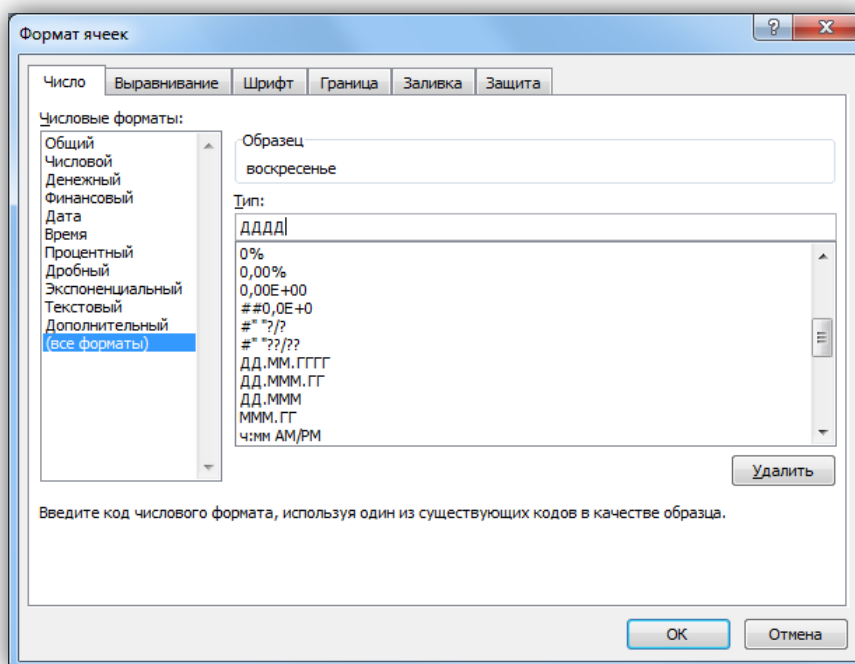 Формат ячеек
Число Выравнивание Шрифт Граница Заливка Защита
Числовые форматы:
Общий
Числовой
Денежный
Финансовый
Дата
Время
Процентный
Дробный
Экспоненциальный
Текстовый
Дополнительный
(все форматы)
Образец
воскресенье
Тип:
ДДДД
0%
0,00%
0,00E+00
##0,0E+0
#" "?/?
#" "??/??
ДД.ММ.ГГГГ
ДД.МММ.ГГ
ДД.МММ
МММ.ГГ
ч:мм AM/PM
Удалить
Введите код числового формата, используя один из существующих кодов в качестве образца.
ОК Отмена